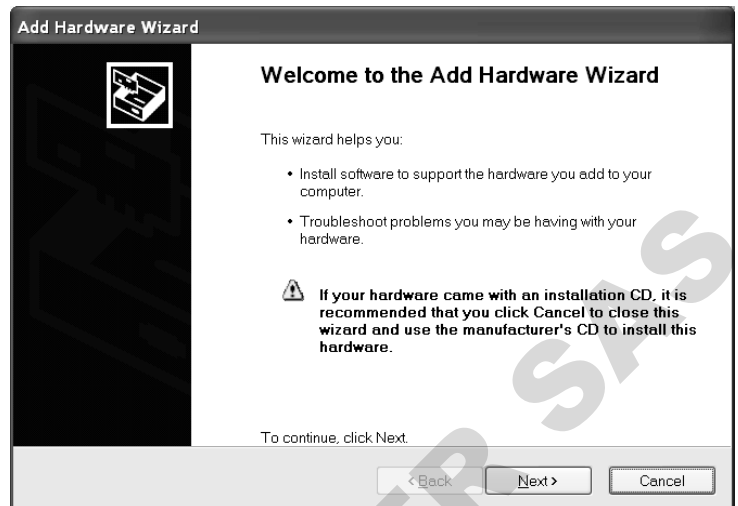 Add Hardware Wizard
Welcome to the Add Hardware Wizard
This wizard helps you:
• Install software to support the hardware you add to your
computer.
• Troubleshoot problems you may be having with your
hardware.
If your hardware came with an installation CD, it is
recommended that you click Cancel to close this
wizard and use the manufacturer's CD to install this
hardware.
To continue, click Next.
< Back Next > Cancel
ER SAS